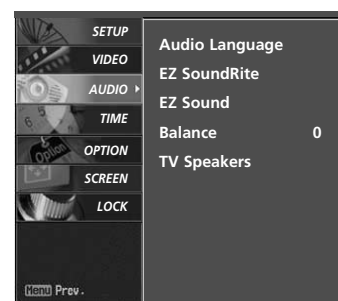 SETUP
VIDEO
AUDIO
TIME
OPTION
SCREEN
LOCK
Menu Prev.
Audio Language
EZ SoundRite
EZ Sound
Balance 0
TV Speakers
Option